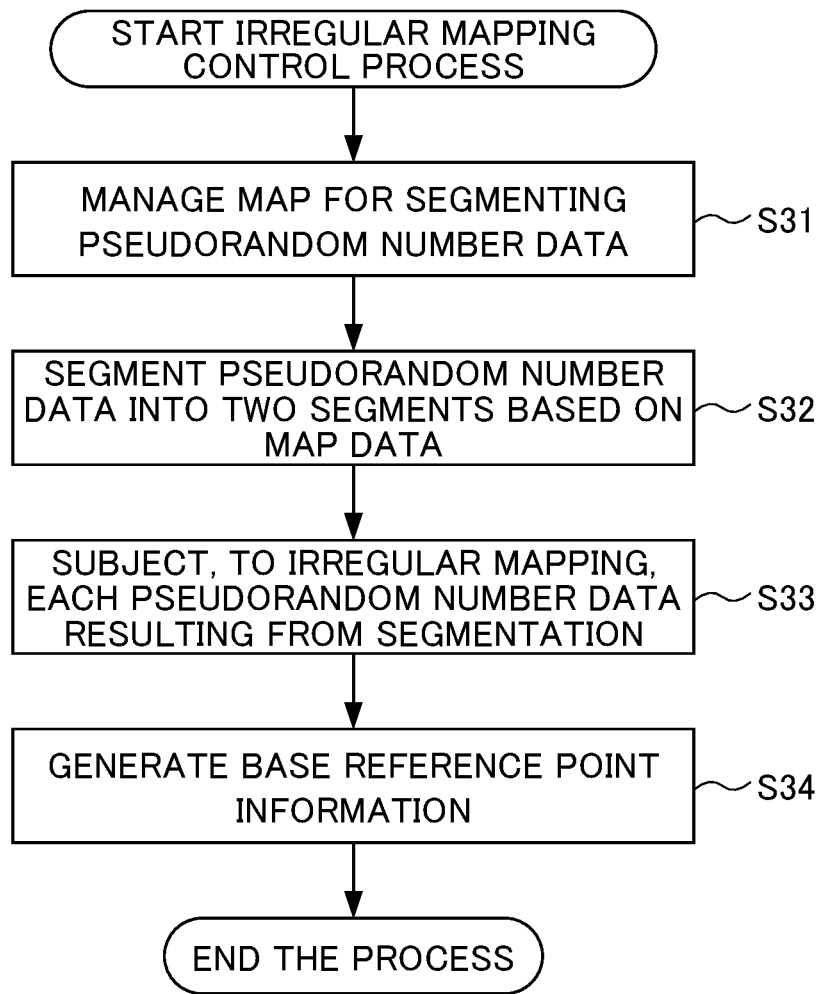 START IRREGULAR MAPPING
CONTROL PROCESS
MANAGE MAP FOR SEGMENTING
PSEUDORANDOM NUMBER DATA
S31
SEGMENT PSEUDORANDOM NUMBER
DATA INTO TWO SEGMENTS BASED ON
MAP DATA
S32
SUBJECT, TO IRREGULAR MAPPING,
EACH PSEUDORANDOM NUMBER DATA
RESULTING FROM SEGMENTATION
S33
GENERATE BASE REFERENCE POINT
INFORMATION
S34
END THE PROCESS